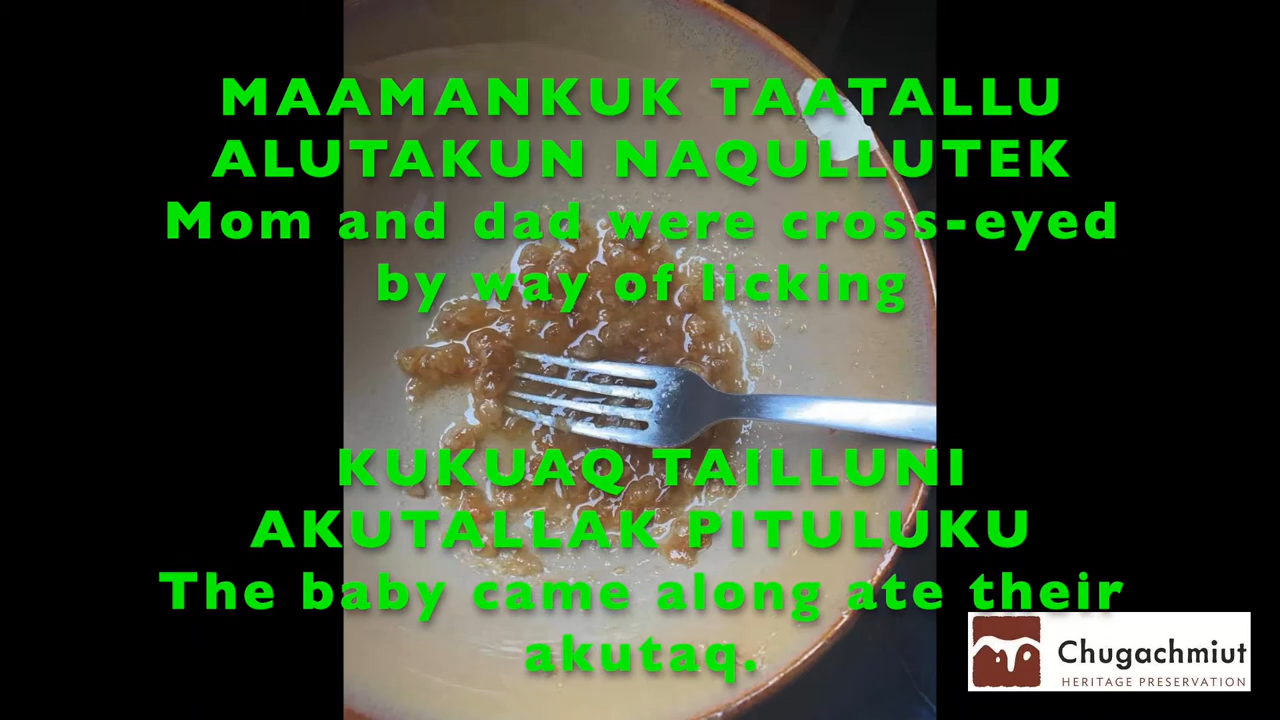 MAAMANKUK TAATALLU
ALUTAKUN NAQULLUTEK
Mom and dad were cross-eyed
by way of licking
KUKUAQ TAILLUNI
AKUTALLAK PITULUKU
The baby came along ate their
akutaq.
Chugachmiut
HERITAGE PRESERVATION